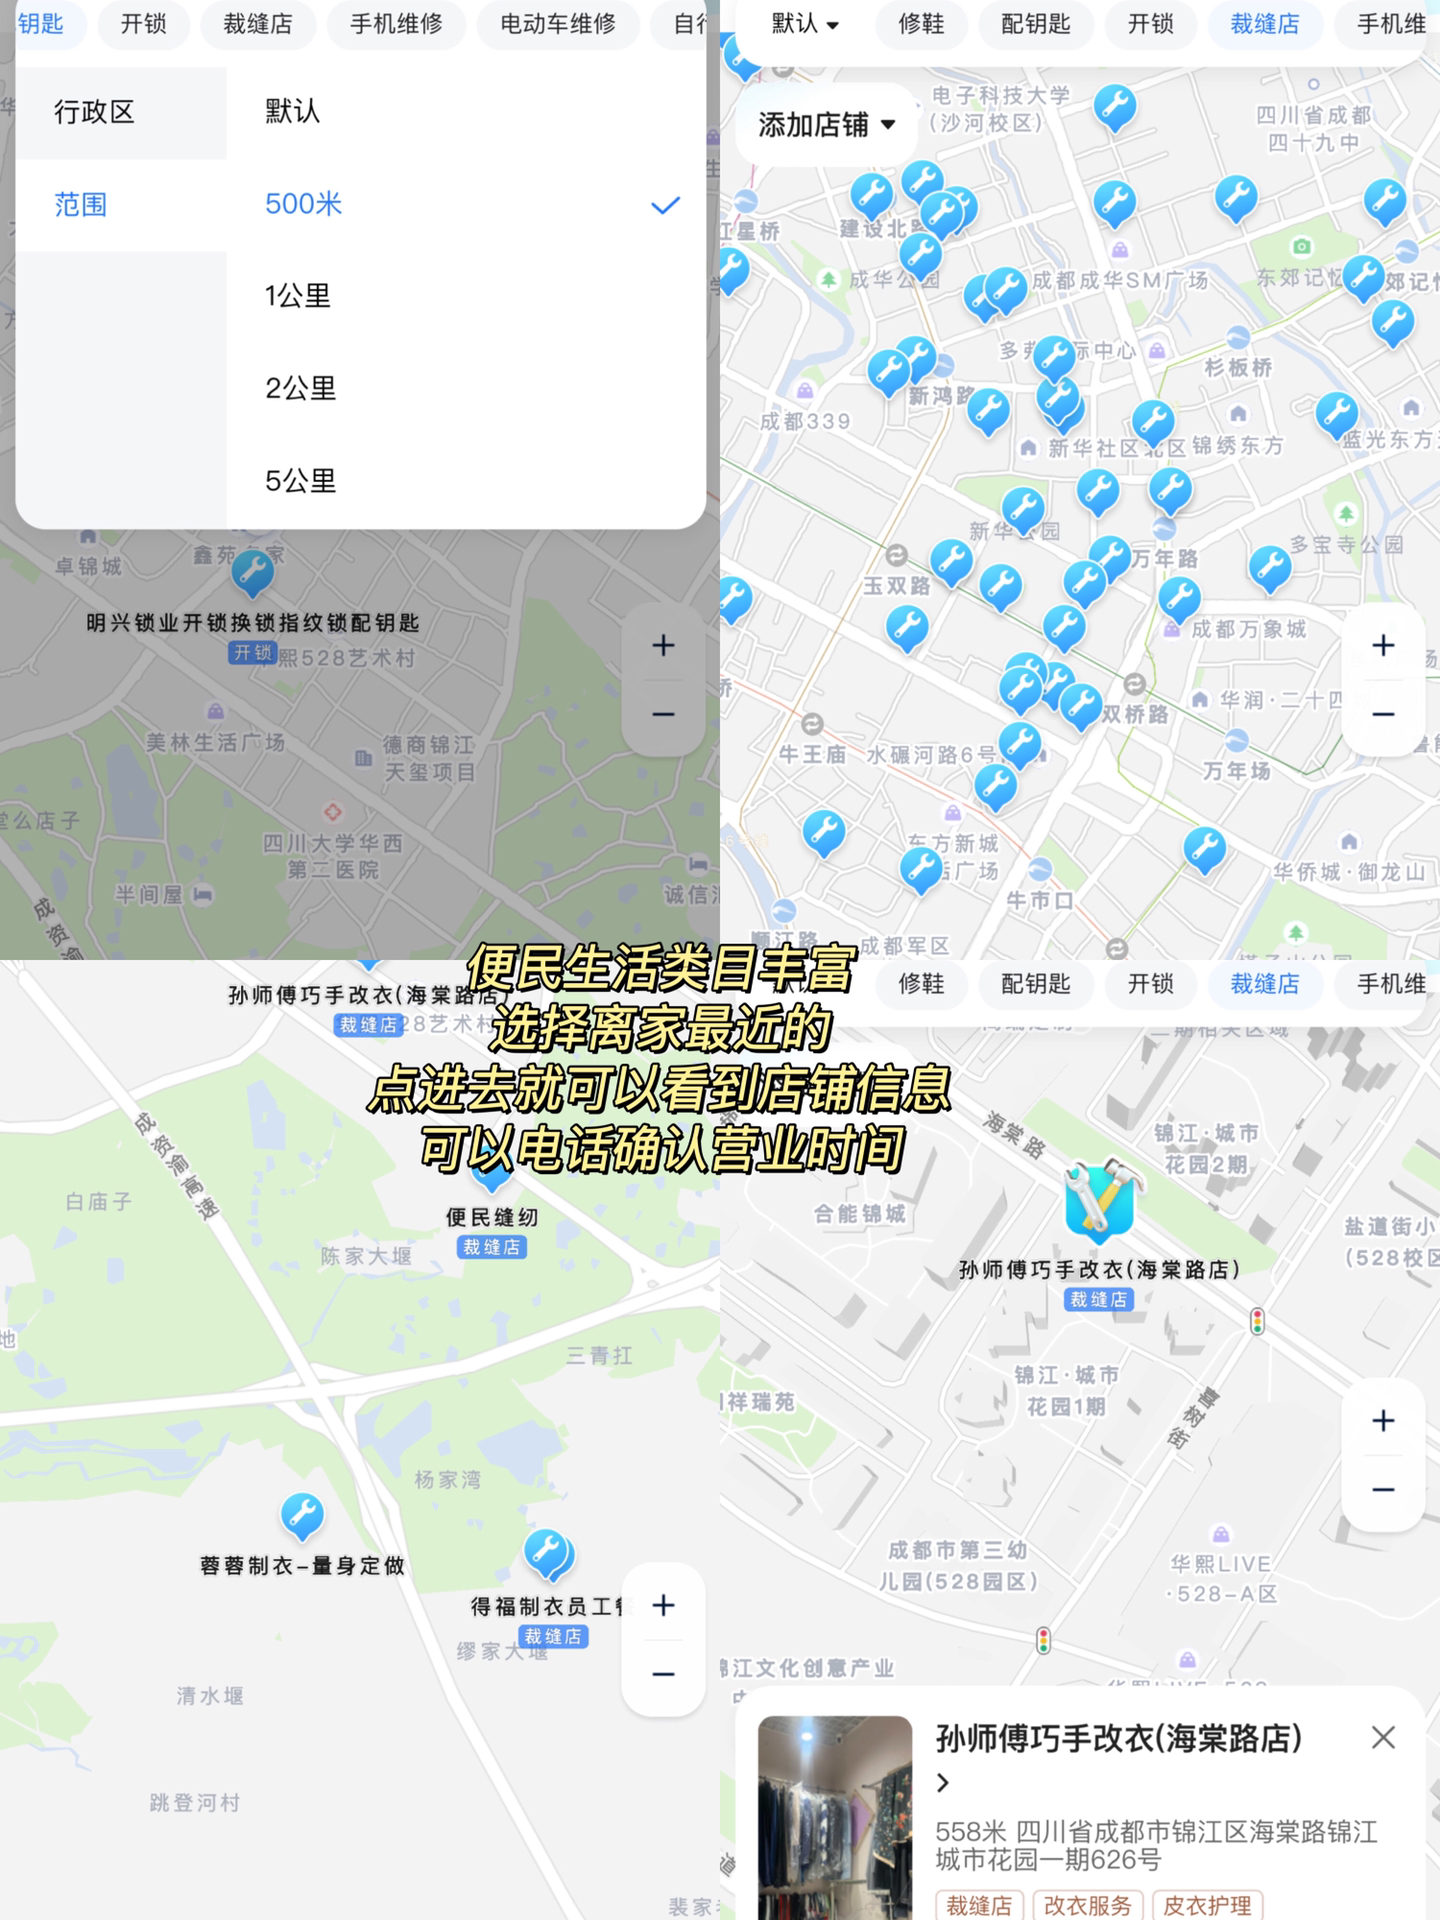 钥匙 开锁 裁缝店 手机维修 电动车维修
行政区
默认
范围
500米
1公里
2公里
5公里
卓锦城
明兴锁业开锁换锁指纹锁配钥匙
开锁
熙528艺术村
美林生活广场
德商锦江
天玺项目
四川大学华西
第二医院
半间屋
成资渝高速
默认 修鞋 配钥匙 开锁 裁缝店 手机维
添加店铺
电子科技大学
(沙河校区)
四川省成都
四十九中
红星桥
建设北路
成华公园
成都成华SM广场
东郊记忆
杉板桥
新鸿路
成都339
新华社区北区
锦绣东方
蓝光东方
新华公园
万年路
多宝寺公园
玉双路
成都万象城
双桥路
华润·二十四
牛王庙
水碾河路6号
万年场
东方新城
牛市口
华侨城·御龙山
顺江路
成都军区
便民生活类目丰富
选择离家最近的
点进去就可以看到店铺信息
可以电话确认营业时间
孙师傅巧手改衣(海棠路店)
裁缝店
28艺术村
成资渝高速
白庙子
便民缝纫
裁缝店
陈家大堰
三青扛
杨家湾
蓉蓉制衣-量身定做
得福制衣员工
裁缝店
缪家大堰
清水堰
跳登河村
修鞋 配钥匙 开锁 裁缝店 手机维
海棠路
锦江·城市
花园2期
合能锦城
盐道街小
(528校区
孙师傅巧手改衣(海棠路店)
裁缝店
锦江·城市
花园1期
祥瑞苑
喜树街
成都市第三幼
儿园(528园区)
华熙LIVE
·528-A区
锦江文化创意产业
孙师傅巧手改衣(海棠路店)
558米 四川省成都市锦江区海棠路锦江
城市花园一期626号
裁缝店 改衣服务 皮衣护理